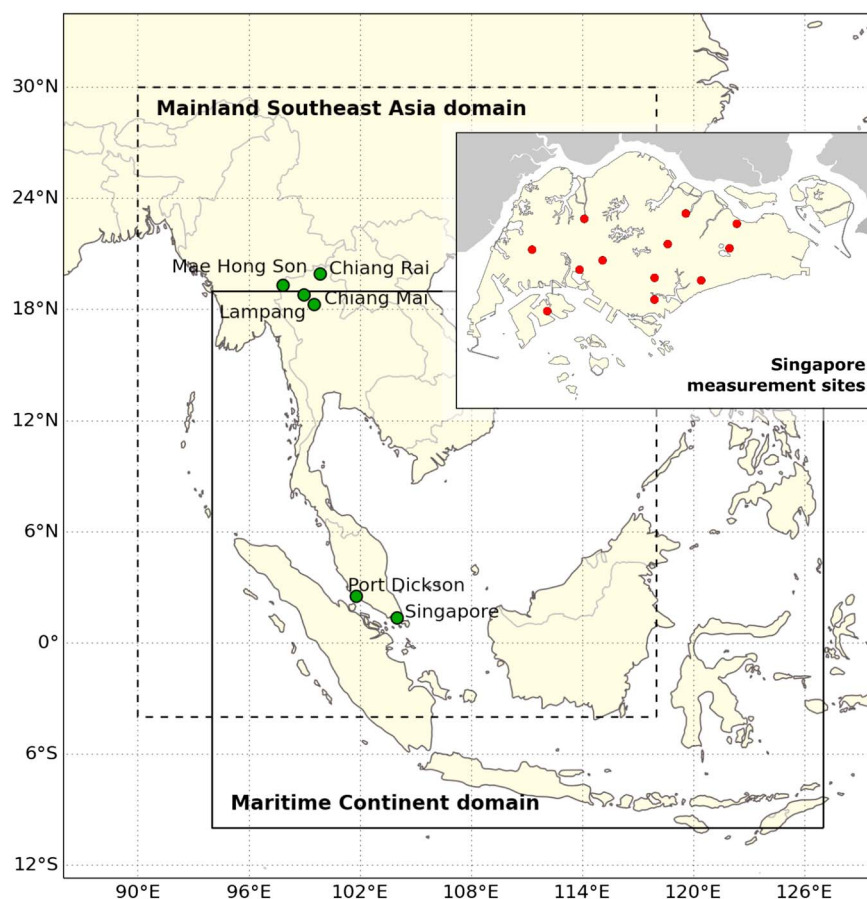 30°N
Mainland Southeast Asia domain
24°N
Mae Hong Son
Chiang Rai
18°N
Chiang Mai
Lampang
Singapore
measurement sites
12°N
6°N
Port Dickson
Singapore
0°
6°S
Maritime Continent domain
12°S
90°E
96°E
102°E
108°E
114°E
120°E
126°E